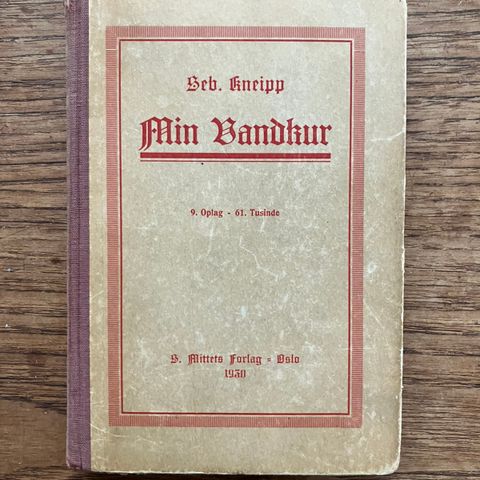 Seb. Kneipp
Min Vandkur
9. Oplag - 61. Tusinde
S. Mittets Forlag = Oslo
1930